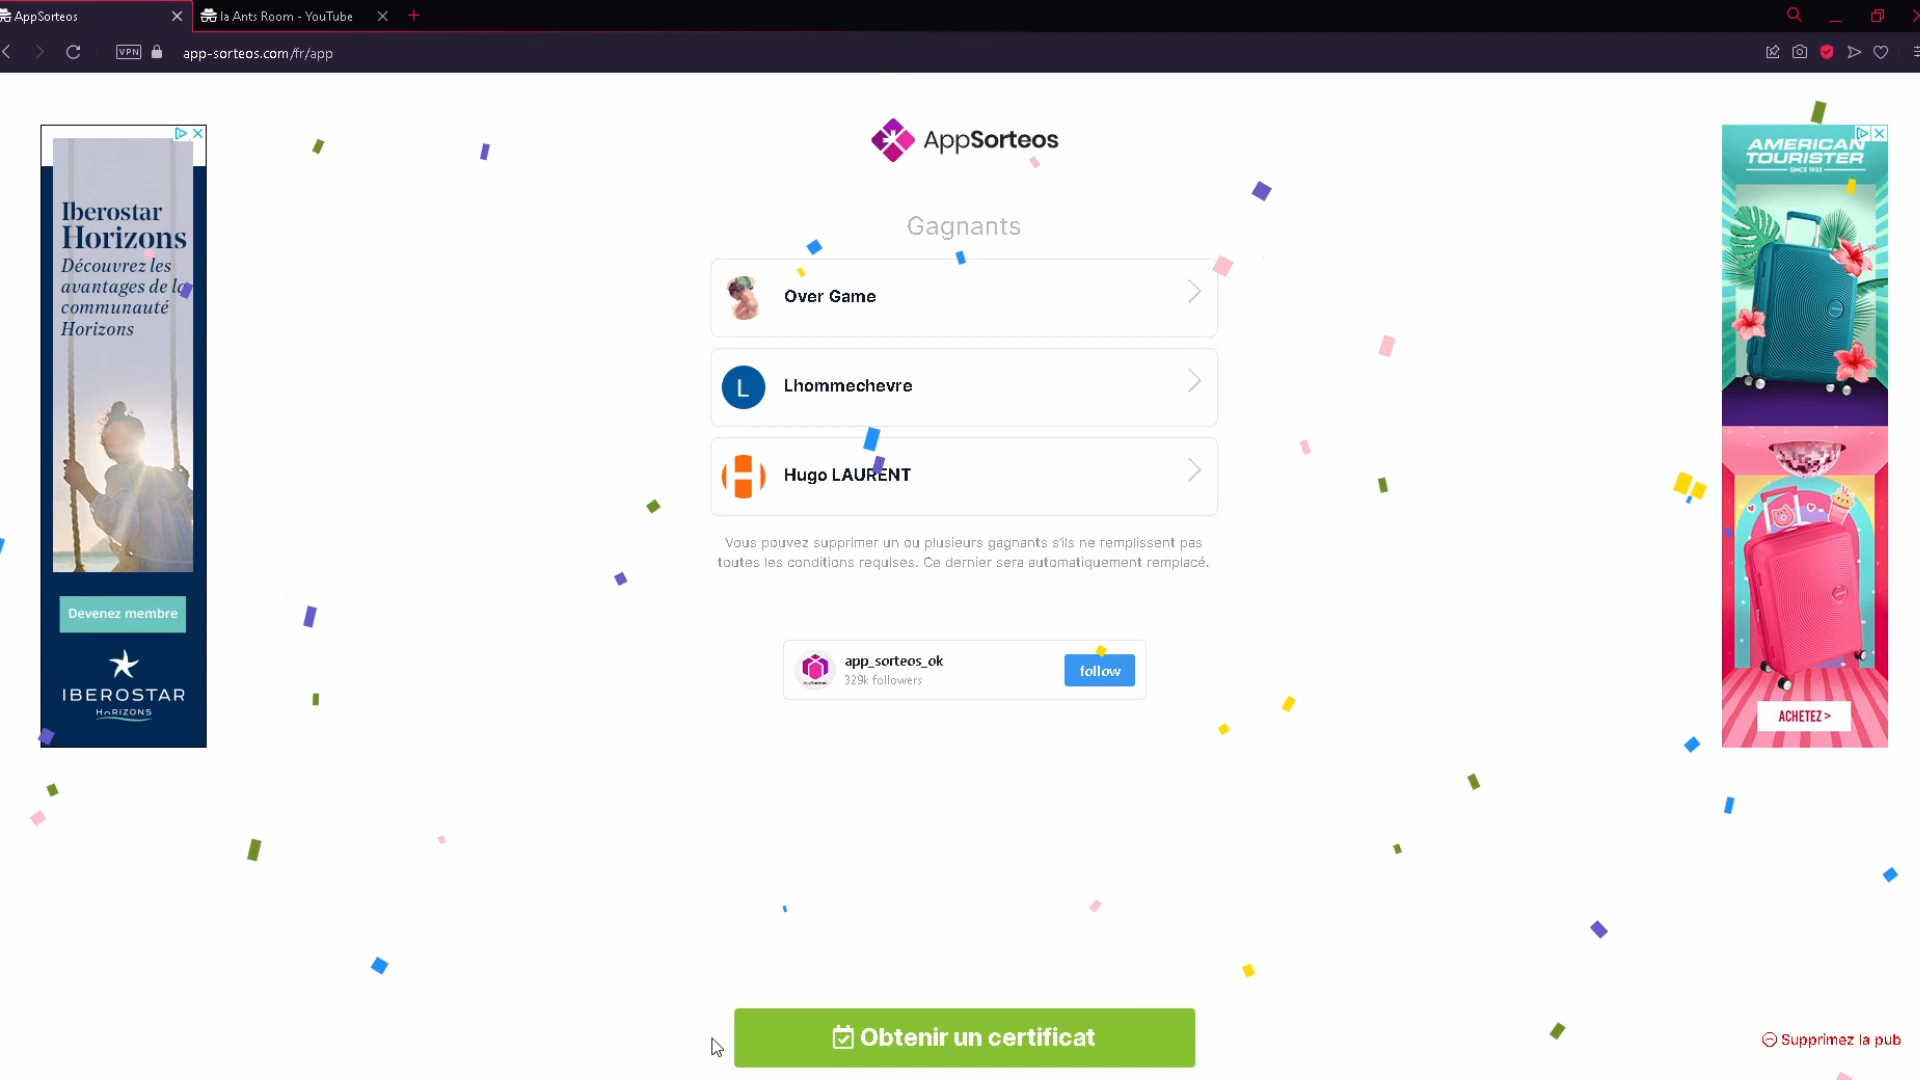 AppSorteos
la Ants Room - YouTube
VPN
app-sorteos.com/fr/app
AppSorteos
Gagnants
Over Game
L
Lhommechevre
H
Hugo LAURENT
Vous pouvez supprimer un ou plusieurs gagnants s'ils ne remplissent pas
toutes les conditions requises. Ce dernier sera automatiquement remplacé.
app_sorteos_ok
329k followers
follow
Obtenir un certificat
Iberostar
Horizons
Découvrez les
avantages de la
communauté
Horizons
Devenez membre
IBEROSTAR
HORIZONS
AMERICAN
TOURISTER
SINCE 1933
ACHETEZ >
Supprimez la pub